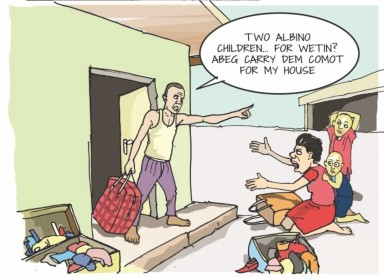 TWO ALBINO
CHILDREN... FOR WETIN?
ABEG CARRY DEM COMOT
FOR MY HOUSE